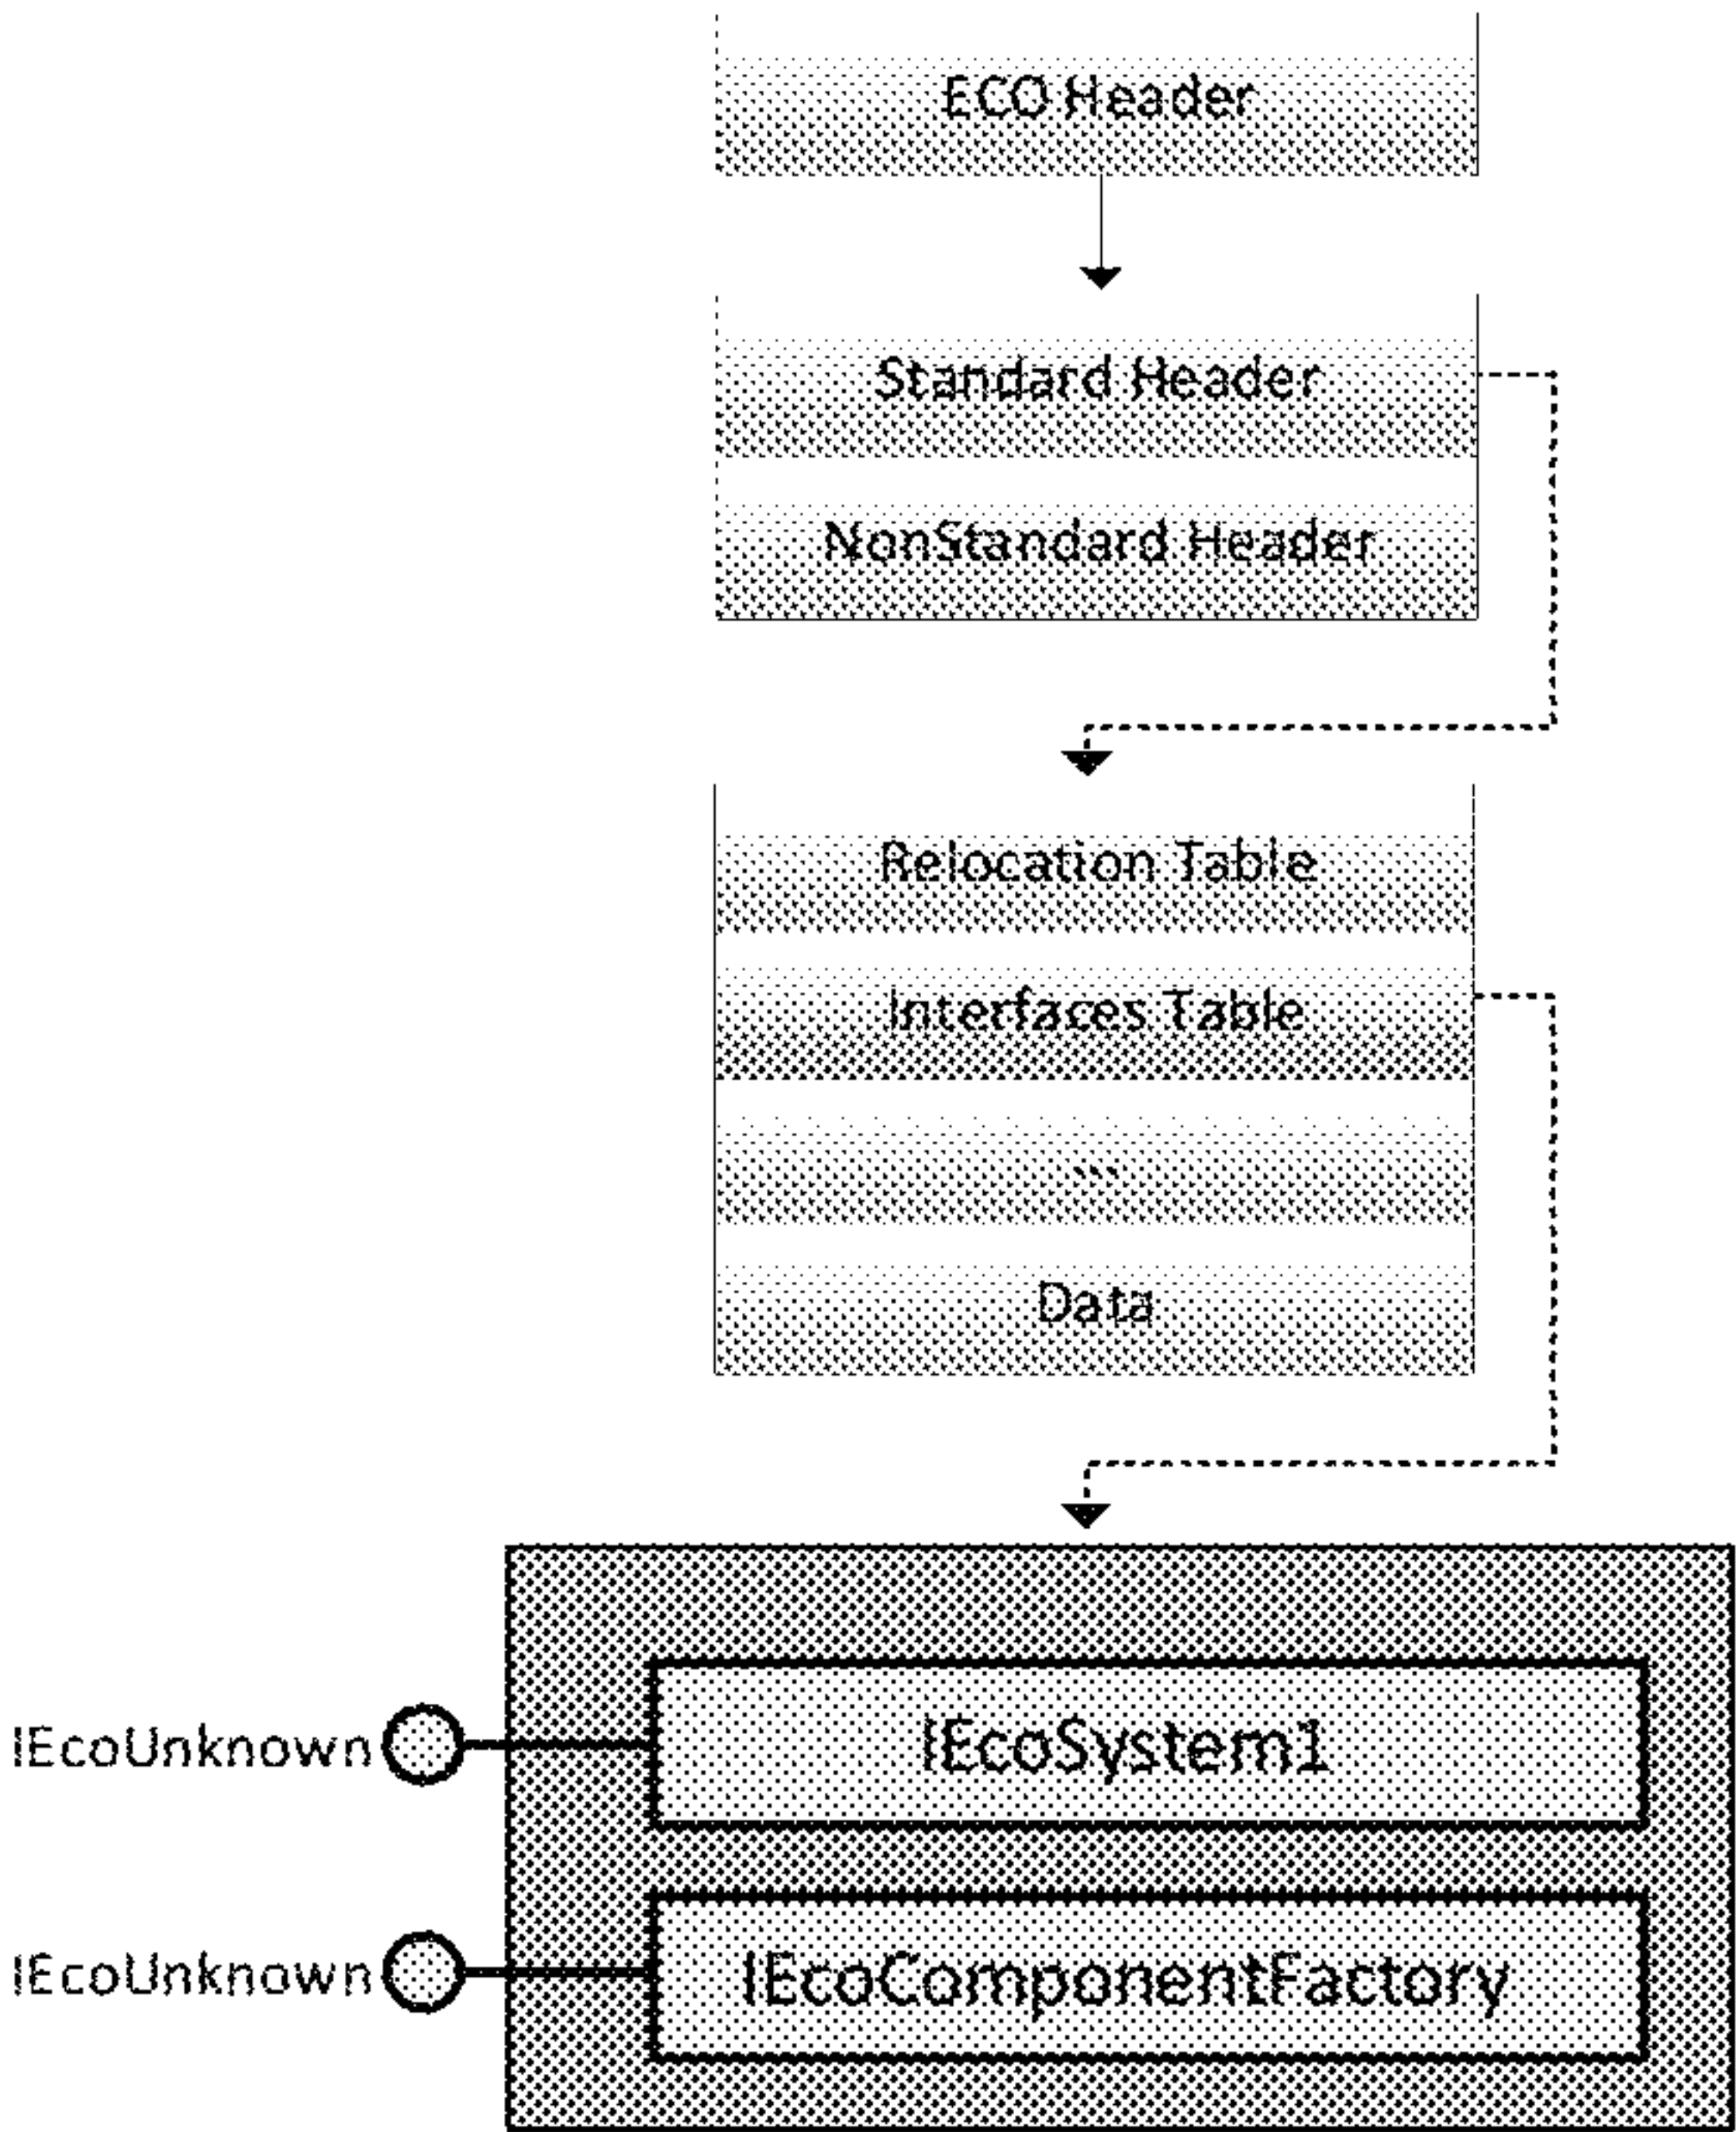 ECO Header
Standard Header
NonStandard Header
Relocation Table
Interfaces Table
...
Data
IEcoUnknown
IEcoSystem1
IEcoUnknown
IEcoComponentFactory